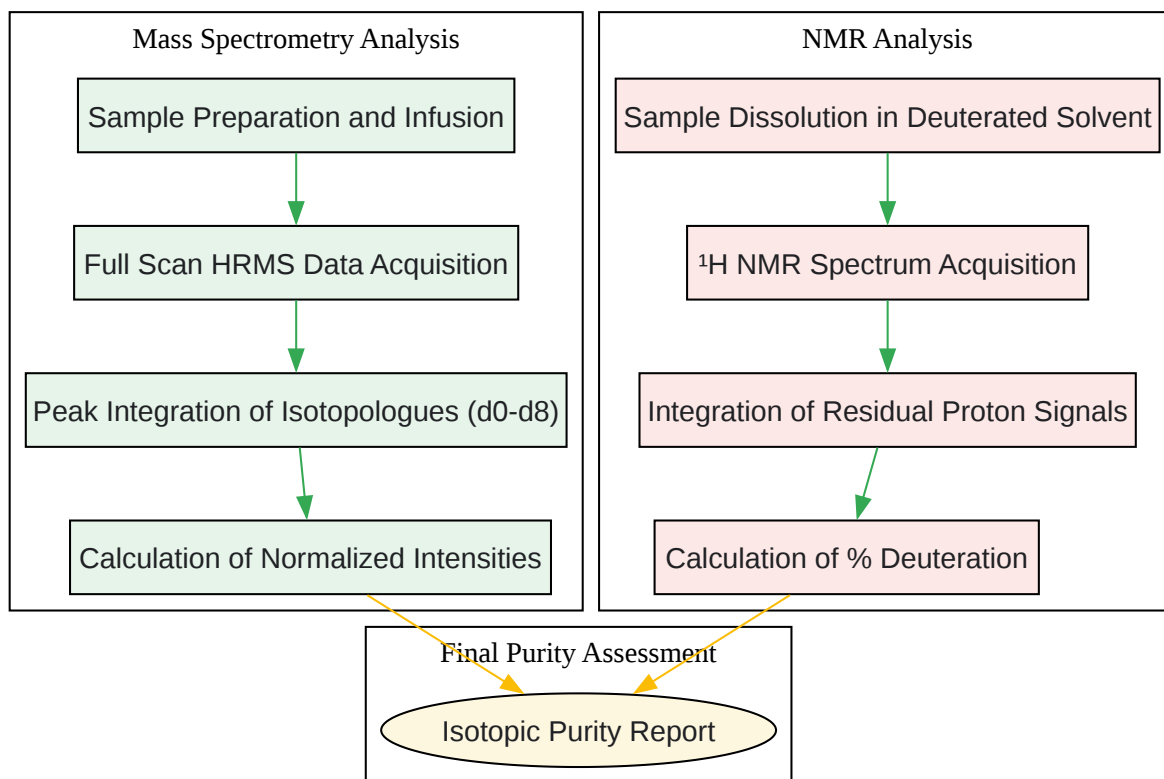 Mass Spectrometry Analysis
Sample Preparation and Infusion
Full Scan HRMS Data Acquisition
Peak Integration of Isotopologues (d0-d8)
Calculation of Normalized Intensities
NMR Analysis
Sample Dissolution in Deuterated Solvent
¹H NMR Spectrum Acquisition
Integration of Residual Proton Signals
Calculation of % Deuteration
Final Purity Assessment
Isotopic Purity Report